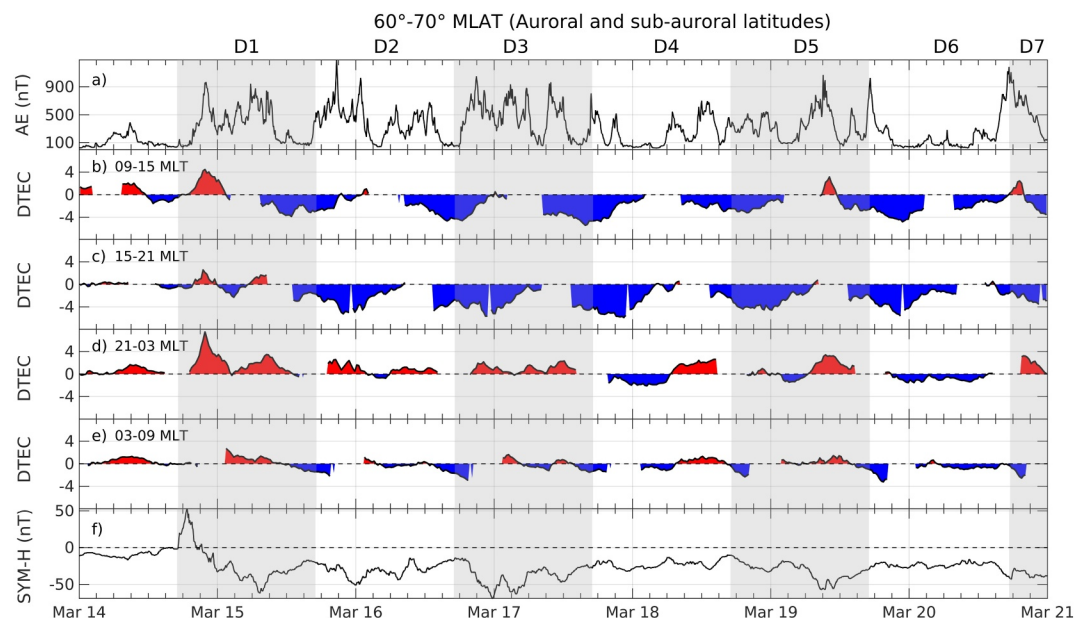 60°-70° MLAT (Auroral and sub-auroral latitudes)
D1 D2 D3 D4 D5 D6 D7
a)
AE (nT)
900
500
100
b) 09-15 MLT
DTEC
4
0
-4
c) 15-21 MLT
DTEC
4
0
-4
d) 21-03 MLT
DTEC
4
0
-4
e) 03-09 MLT
DTEC
4
0
-4
f)
SYM-H (nT)
50
0
-50
Mar 14 Mar 15 Mar 16 Mar 17 Mar 18 Mar 19 Mar 20 Mar 21